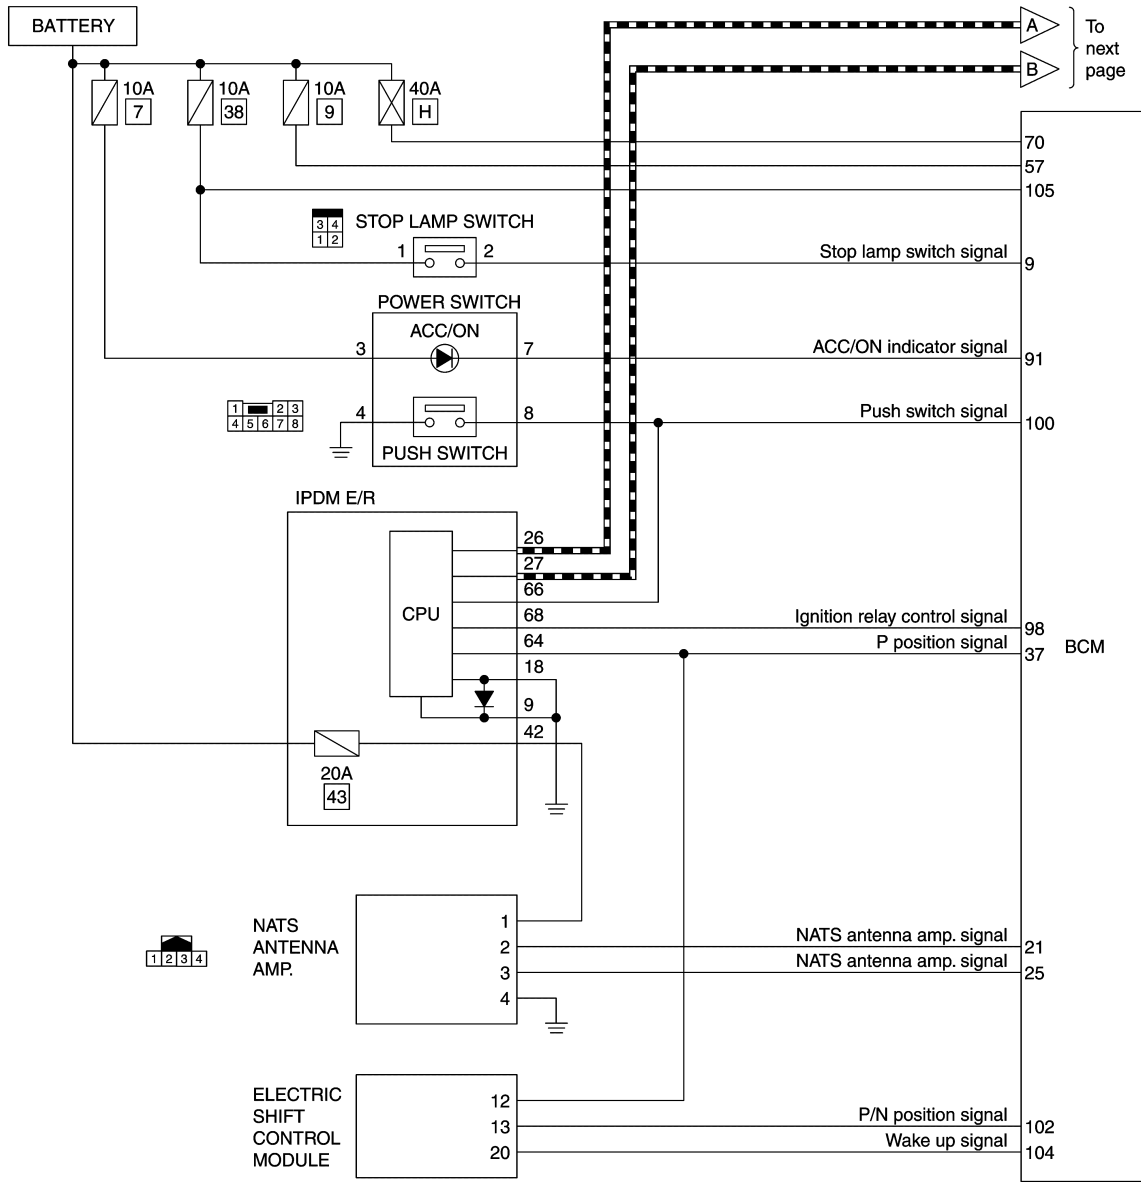 BATTERY
A
To
next
page
B
10A
7
10A
38
10A
9
40A
H
70
57
105
3 4
1 2
STOP LAMP SWITCH
1
2
Stop lamp switch signal
9
POWER SWITCH
ACC/ON
3
7
ACC/ON indicator signal
91
1 2 3
4 5 6 7 8
4
8
Push switch signal
100
PUSH SWITCH
IPDM E/R
CPU
26
27
66
68
Ignition relay control signal
98
64
P position signal
37
BCM
18
9
42
20A
43
NATS
ANTENNA
AMP.
1 2 3 4
1
2
NATS antenna amp. signal
21
3
NATS antenna amp. signal
25
4
ELECTRIC
SHIFT
CONTROL
MODULE
12
13
P/N position signal
102
20
Wake up signal
104